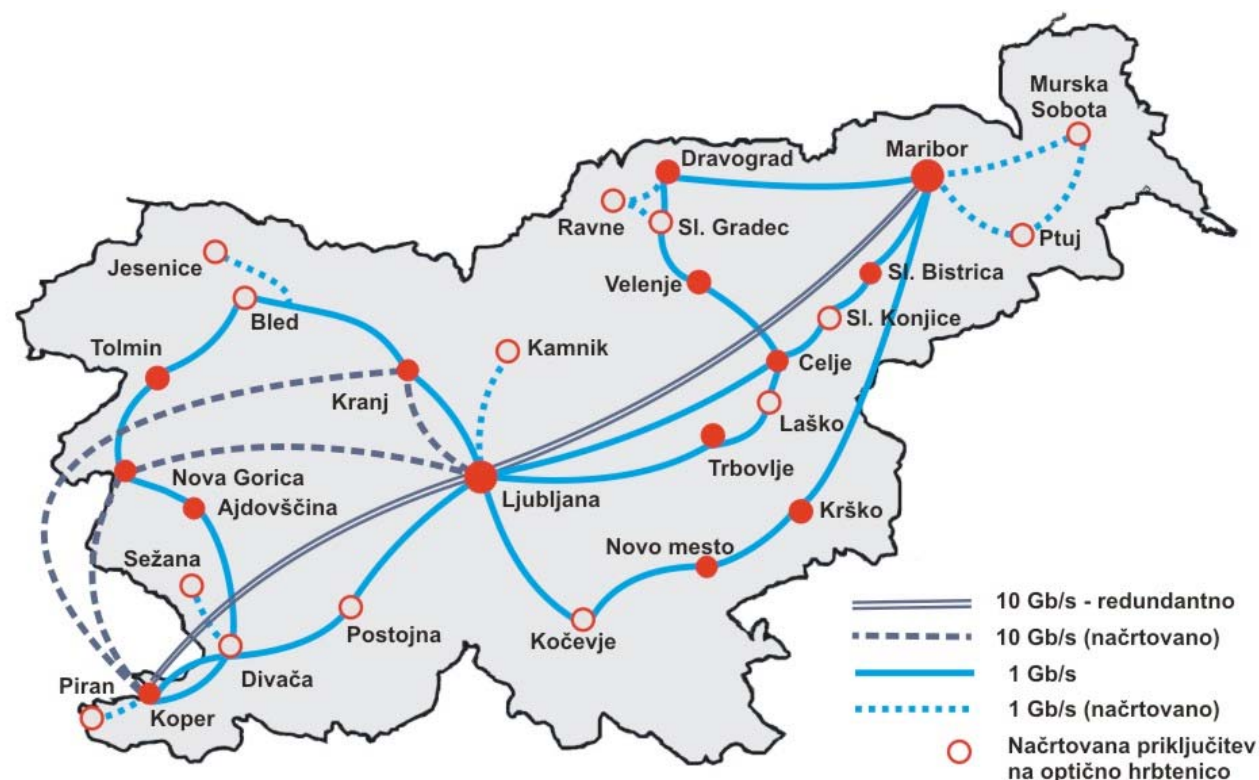 Murska
Sobota
Maribor
Dravograd
Ravne
Sl. Gradec
Ptuj
Jesenice
Velenje
Sl. Bistrica
Bled
Sl. Konjice
Tolmin
Kamnik
Celje
Kranj
Laško
Trbovlje
Nova Gorica
Ljubljana
Ajdovščina
Krško
Sežana
Novo mesto
Postojna
Kočevje
Divača
Piran
Koper
10 Gb/s - redundantno
10 Gb/s (načrtovano)
1 Gb/s
1 Gb/s (načrtovano)
Načrtovana priključitev
na optično hrbtenico